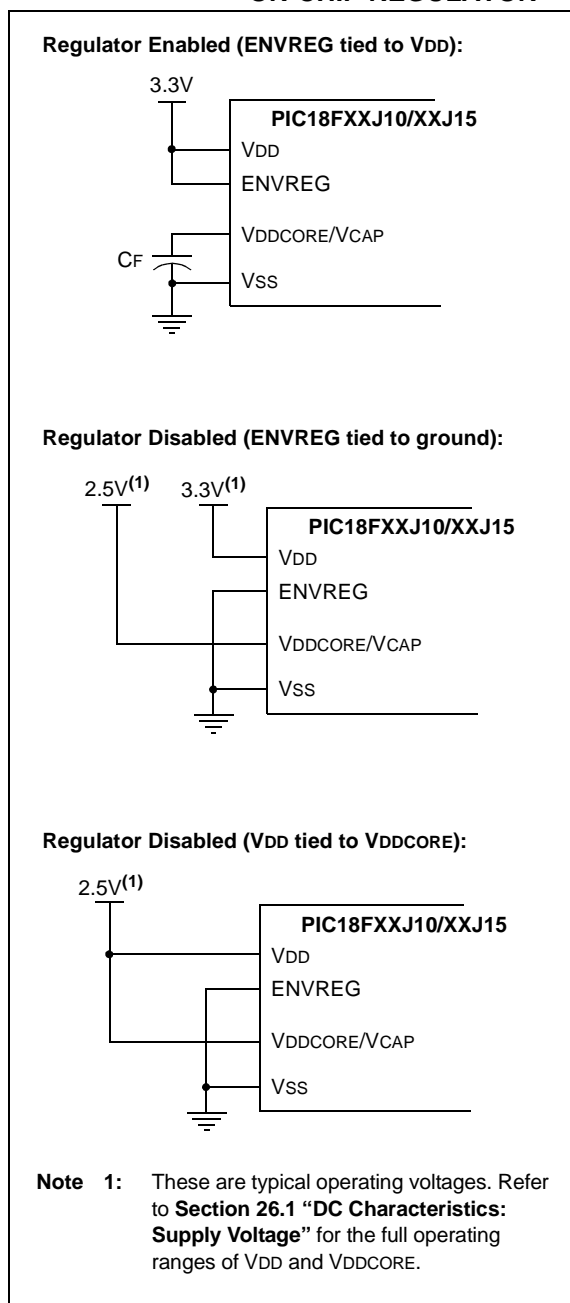 Regulator Enabled (ENVREG tied to VDD):
3.3V
PIC18FXXJ10/XXJ15
VDD
ENVREG
VDDCORE/VCAP
CF
VSS
Regulator Disabled (ENVREG tied to ground):
2.5V(1) 3.3V(1)
PIC18FXXJ10/XXJ15
VDD
ENVREG
VDDCORE/VCAP
VSS
Regulator Disabled (VDD tied to VDDCORE):
2.5V(1)
PIC18FXXJ10/XXJ15
VDD
ENVREG
VDDCORE/VCAP
VSS
Note 1: These are typical operating voltages. Refer
to Section 26.1 “DC Characteristics:
Supply Voltage” for the full operating
ranges of VDD and VDDCORE.